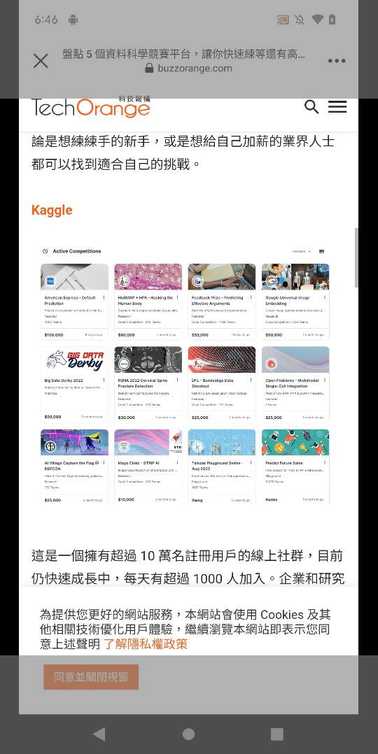 6:46
盤點 5 個資料科學競賽平台，讓你快速練等還有高...
buzzorange.com
科技報橘
TechOrange
論是想練練手的新手，或是想給自己加薪的業界人士
都可以找到適合自己的挑戰。
Kaggle
Active Competitions
American Express - Default Prediction
HuBMAP + HPA - Hacking the Human Body
Feedback Prize - Predicting Effective Arguments
Google Universal Image Embedding
$100,000
$60,000
$55,000
$50,000
BIG DATA Derby
Big Data Derby 2022
RSNA 2022 Cervical Spine Fracture Detection
DFL - Bundesliga Data Shootout
Open Problems - Multimodal Single-Cell Integration
$50,000
$30,000
$25,000
$25,000
AI Village Capture the Flag @ DEFCON
Mayo Clinic - STRIP AI
Tabular Playground Series - Aug 2022
$25,000
$10,000
Swag
這是一個擁有超過 10 萬名註冊用戶的線上社群，目前
仍快速成長中，每天有超過 1000 人加入。企業和研究
為提供您更好的網站服務，本網站會使用 Cookies 及其
他相關技術優化用戶體驗，繼續瀏覽本網站即表示您同
意上述聲明 了解隱私權政策
同意並關閉視窗